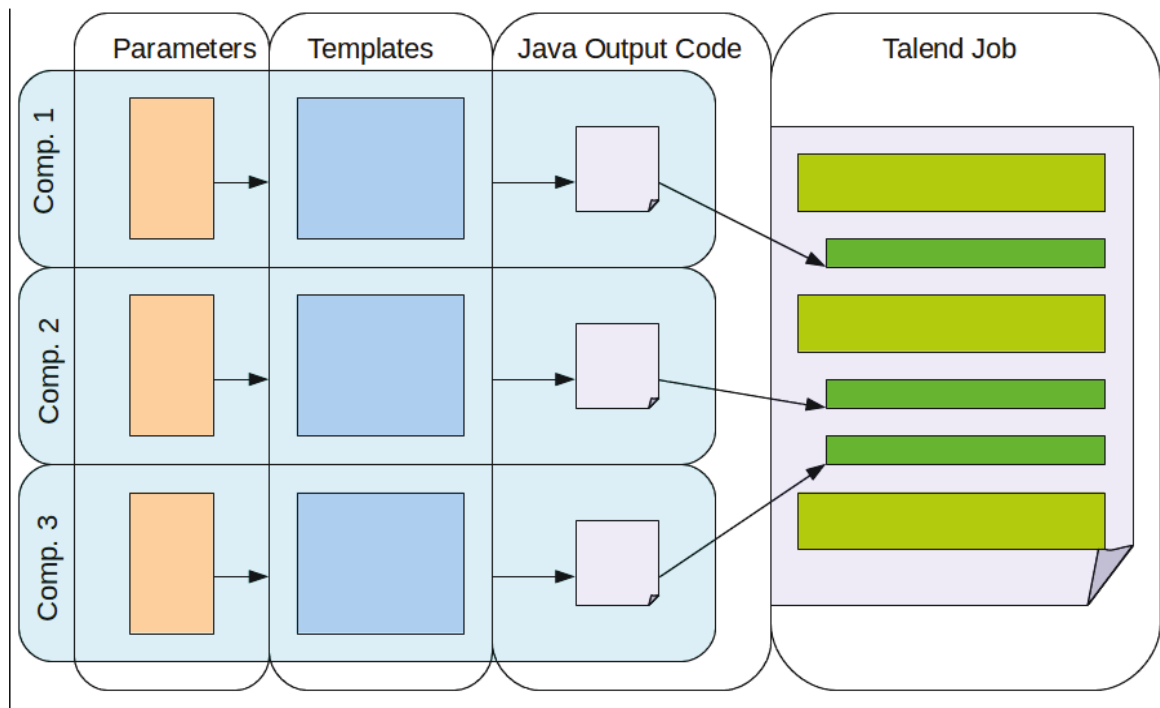 Parameters
Templates
Java Output Code
Talend Job
Comp. 1
Comp. 2
Comp. 3